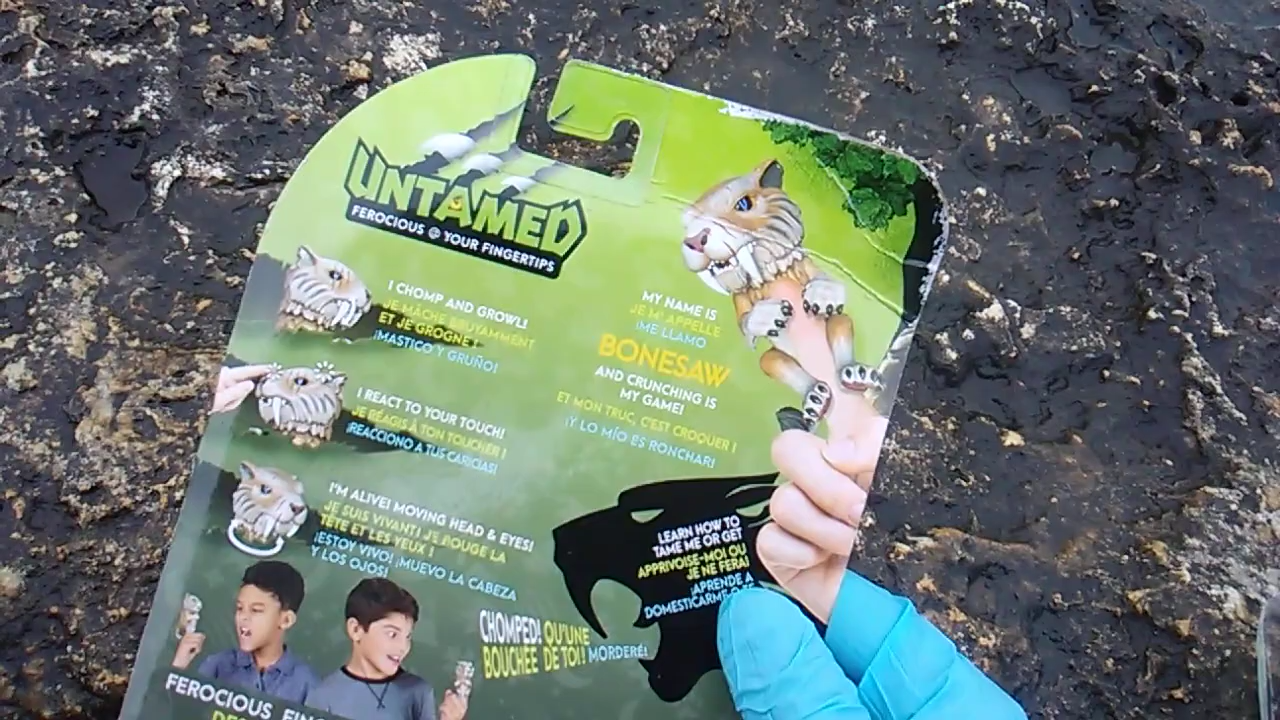 UNTAMED
FEROCIOUS @ YOUR FINGERTIPS
I CHOMP AND GROWL!
JE MÂCHE BRUYAMMENT
ET JE GROGNE !
¡MASTICO Y GRUÑO!
I REACT TO YOUR TOUCH!
JE RÉAGIS À TON TOUCHER !
¡REACCIONO A TUS CARICIAS!
I'M ALIVE! MOVING HEAD & EYES!
JE SUIS VIVANT! JE BOUGE LA
TÊTE ET LES YEUX !
¡ESTOY VIVO! ¡MUEVO LA CABEZA
Y LOS OJOS!
MY NAME IS
JE M'APPELLE
¡ME LLAMO
BONESAW
AND CRUNCHING IS
MY GAME!
ET MON TRUC, C'EST CROQUER !
¡Y LO MÍO ES RONCHAR!
LEARN HOW TO
TAME ME OR GET
APPRIVOISE-MOI OU
JE NE FERAI
¡APRENDE A
DOMESTICARME
CHOMPED! QU'UNE
BOUCHÉE DE TOI! MORDERÉ!
FEROCIOUS